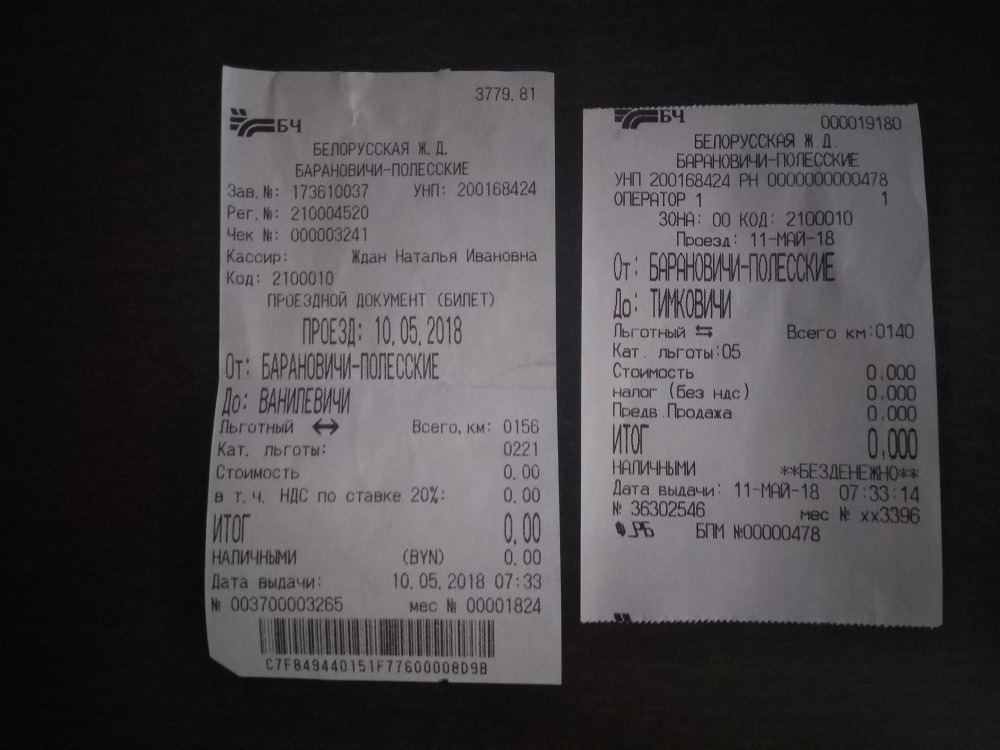 3779.81
БЧ
БЕЛОРУССКАЯ Ж.Д.
БАРАНОВИЧИ-ПОЛЕССКИЕ
Зав.№: 173610037 УНП: 200168424
Рег.№: 210004520
Чек №: 000003241
Кассир: Ждан Наталья Ивановна
Код: 2100010
ПРОЕЗДНОЙ ДОКУМЕНТ (БИЛЕТ)
ПРОЕЗД: 10.05.2018
От: БАРАНОВИЧИ-ПОЛЕССКИЕ
До: ВАНИЛЕВИЧИ
Льготный ↔ Всего,км: 0156
Кат. льготы: 0221
Стоимость 0.00
в т.ч. НДС по ставке 20%: 0.00
ИТОГ 0.00
НАЛИЧНЫМИ (BYN) 0.00
Дата выдачи: 10.05.2018 07:33
№ 003700003265 мес № 00001824
C7F849440151F77600008D9B
БЧ 000019180
БЕЛОРУССКАЯ Ж.Д.
БАРАНОВИЧИ-ПОЛЕССКИЕ
УНП 200168424 РН 0000000000478
ОПЕРАТОР 1 1
ЗОНА: 00 КОД: 2100010
Проезд: 11-МАЙ-18
От: БАРАНОВИЧИ-ПОЛЕССКИЕ
До: ТИМКОВИЧИ
Льготный ⇆ Всего км:0140
Кат. льготы:05
Стоимость 0,000
налог (без ндс) 0,000
Предв.Продажа 0,000
ИТОГ 0,000
НАЛИЧНЫМИ **БЕЗДЕНЕЖНО**
Дата выдачи: 11-МАЙ-18 07:33:14
№ 36302546 мес № xx3396
БПМ №00000478